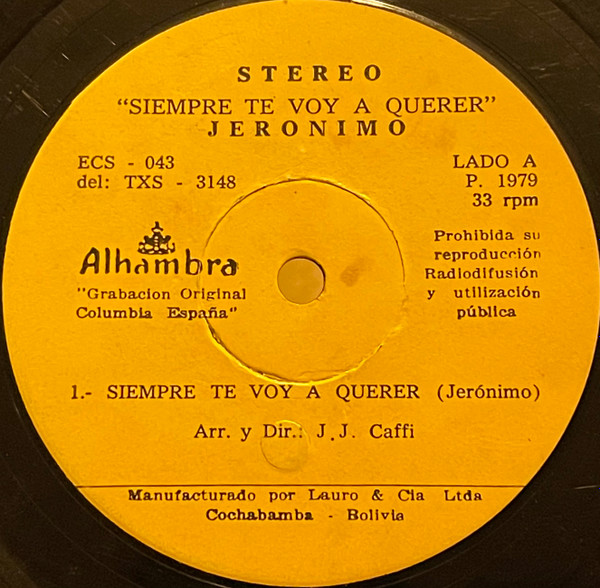 STEREO
"SIEMPRE TE VOY A QUERER"
JERONIMO
ECS - 043
del: TXS - 3148
LADO A
P. 1979
33 rpm
Alhambra
"Grabacion Original
Columbia España"
Prohibida su
reproducción
Radiodifusión
y utilización
pública
1.- SIEMPRE TE VOY A QUERER (Jerónimo)
Arr. y Dir.: J.J. Caffi
Manufacturado por Lauro & Cia Ltda
Cochabamba - Bolivia